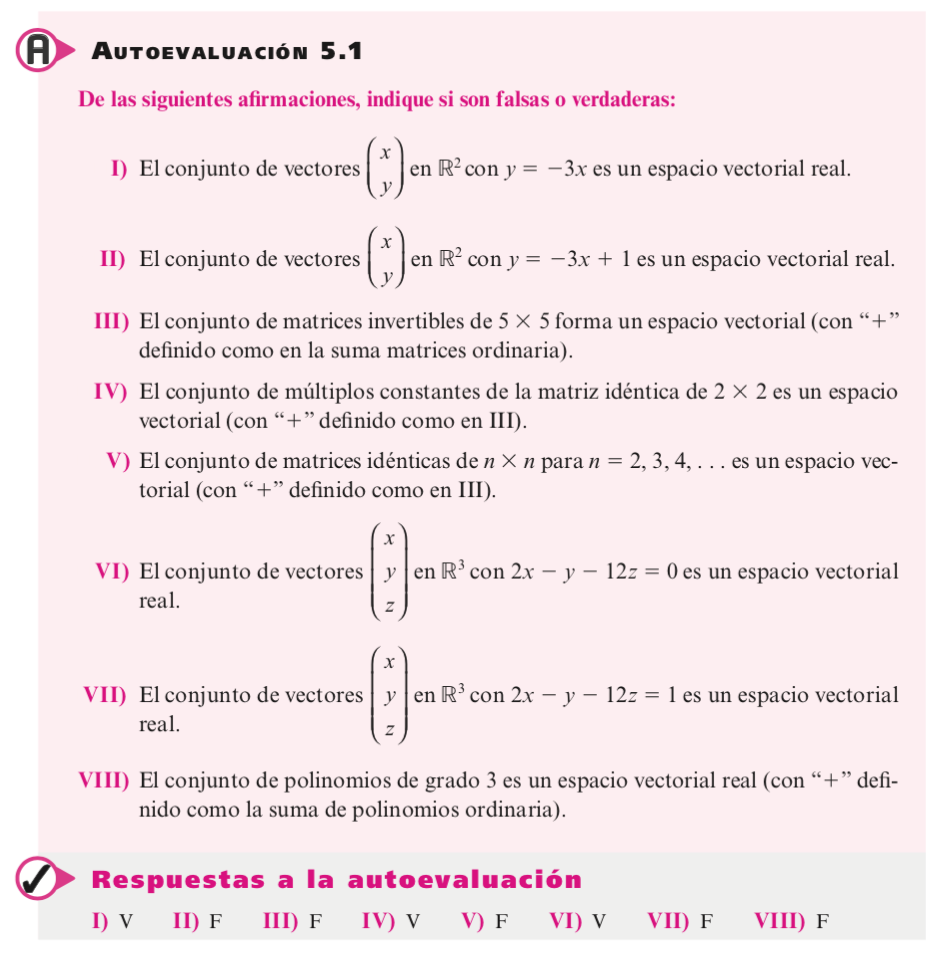 A AUTOEVALUACIÓN 5.1
De las siguientes afirmaciones, indique si son falsas o verdaderas:
I) El conjunto de vectores (x y) en ℝ² con y = −3x es un espacio vectorial real.
II) El conjunto de vectores (x y) en ℝ² con y = −3x + 1 es un espacio vectorial real.
III) El conjunto de matrices invertibles de 5 × 5 forma un espacio vectorial (con “+”
definido como en la suma matrices ordinaria).
IV) El conjunto de múltiplos constantes de la matriz idéntica de 2 × 2 es un espacio
vectorial (con “+” definido como en III).
V) El conjunto de matrices idénticas de n × n para n = 2, 3, 4, . . . es un espacio vec-
torial (con “+” definido como en III).
VI) El conjunto de vectores (x y z) en ℝ³ con 2x − y − 12z = 0 es un espacio vectorial
real.
VII) El conjunto de vectores (x y z) en ℝ³ con 2x − y − 12z = 1 es un espacio vectorial
real.
VIII) El conjunto de polinomios de grado 3 es un espacio vectorial real (con “+” defi-
nido como la suma de polinomios ordinaria).
Respuestas a la autoevaluación
I) V II) F III) F IV) V V) F VI) V VII) F VIII) F